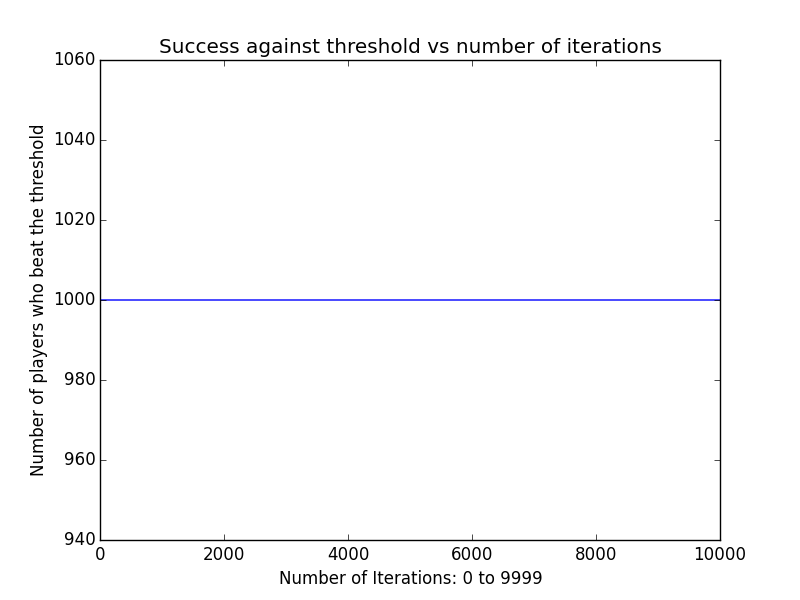 Success against threshold vs number of iterations
1060
1040
1020
1000
980
960
940
Number of players who beat the threshold
0 2000 4000 6000 8000 10000
Number of Iterations: 0 to 9999